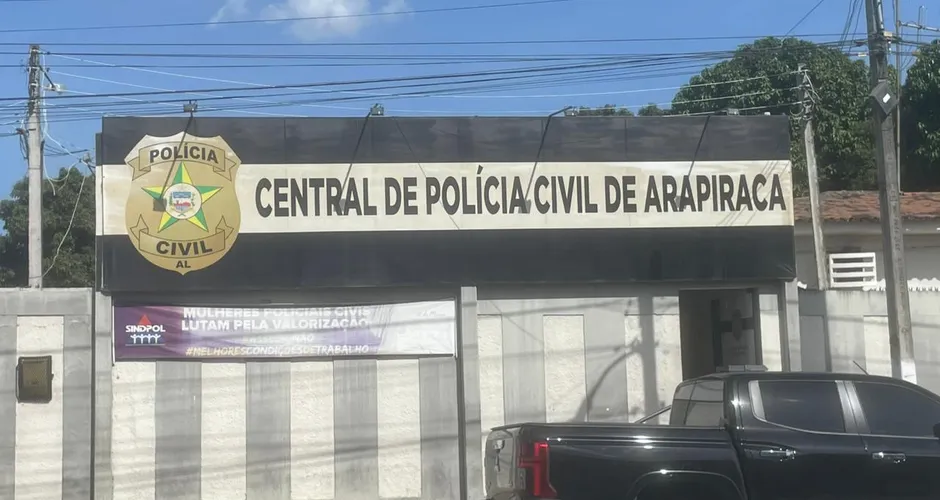 POLÍCIA
CIVIL
AL
CENTRAL DE POLÍCIA CIVIL DE ARAPIRACA
SINDPOL
MULHERES POLICIAIS CIVIS
LUTAM PELA VALORIZAÇÃO
#MELHORESCONDIÇÕESDETRABALHO